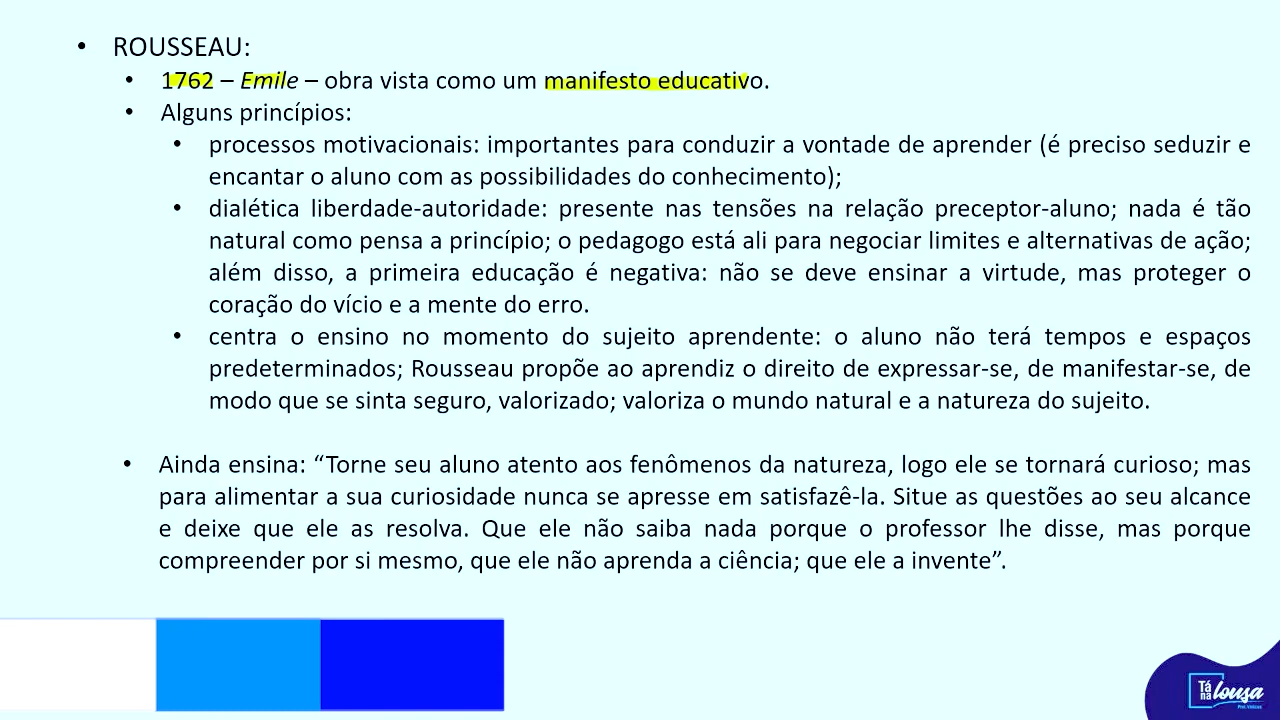 • ROUSSEAU:
• 1762 – Emile – obra vista como um manifesto educativo.
• Alguns princípios:
• processos motivacionais: importantes para conduzir a vontade de aprender (é preciso seduzir e
encantar o aluno com as possibilidades do conhecimento);
• dialética liberdade-autoridade: presente nas tensões na relação preceptor-aluno; nada é tão
natural como pensa a princípio; o pedagogo está ali para negociar limites e alternativas de ação;
além disso, a primeira educação é negativa: não se deve ensinar a virtude, mas proteger o
coração do vício e a mente do erro.
• centra o ensino no momento do sujeito aprendente: o aluno não terá tempos e espaços
predeterminados; Rousseau propõe ao aprendiz o direito de expressar-se, de manifestar-se, de
modo que se sinta seguro, valorizado; valoriza o mundo natural e a natureza do sujeito.
• Ainda ensina: “Torne seu aluno atento aos fenômenos da natureza, logo ele se tornará curioso; mas
para alimentar a sua curiosidade nunca se apresse em satisfazê-la. Situe as questões ao seu alcance
e deixe que ele as resolva. Que ele não saiba nada porque o professor lhe disse, mas porque
compreender por si mesmo, que ele não aprenda a ciência; que ele a invente”.
Tá na lousa
Prof. Vinícius